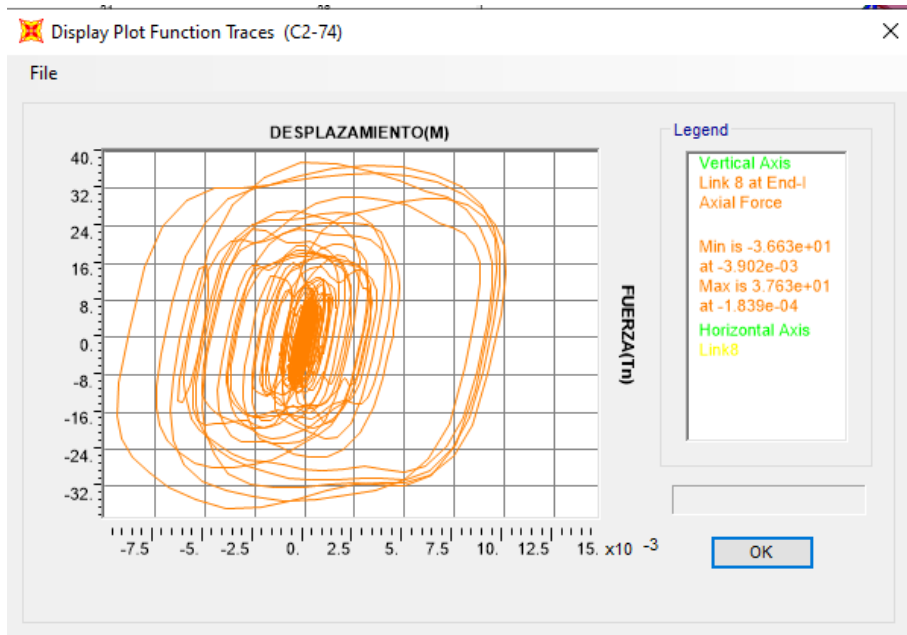 Display Plot Function Traces (C2-74)
File
DESPLAZAMIENTO(M)
40.
32.
24.
16.
8.
0.
-8.
-16.
-24.
-32.
-7.5 -5. -2.5 0. 2.5 5. 7.5 10. 12.5 15. x10 -3
FUERZA(Tn)
Legend
Vertical Axis
Link 8 at End-I
Axial Force
Min is -3.663e+01
at -3.902e-03
Max is 3.763e+01
at -1.839e-04
Horizontal Axis
Link8
OK